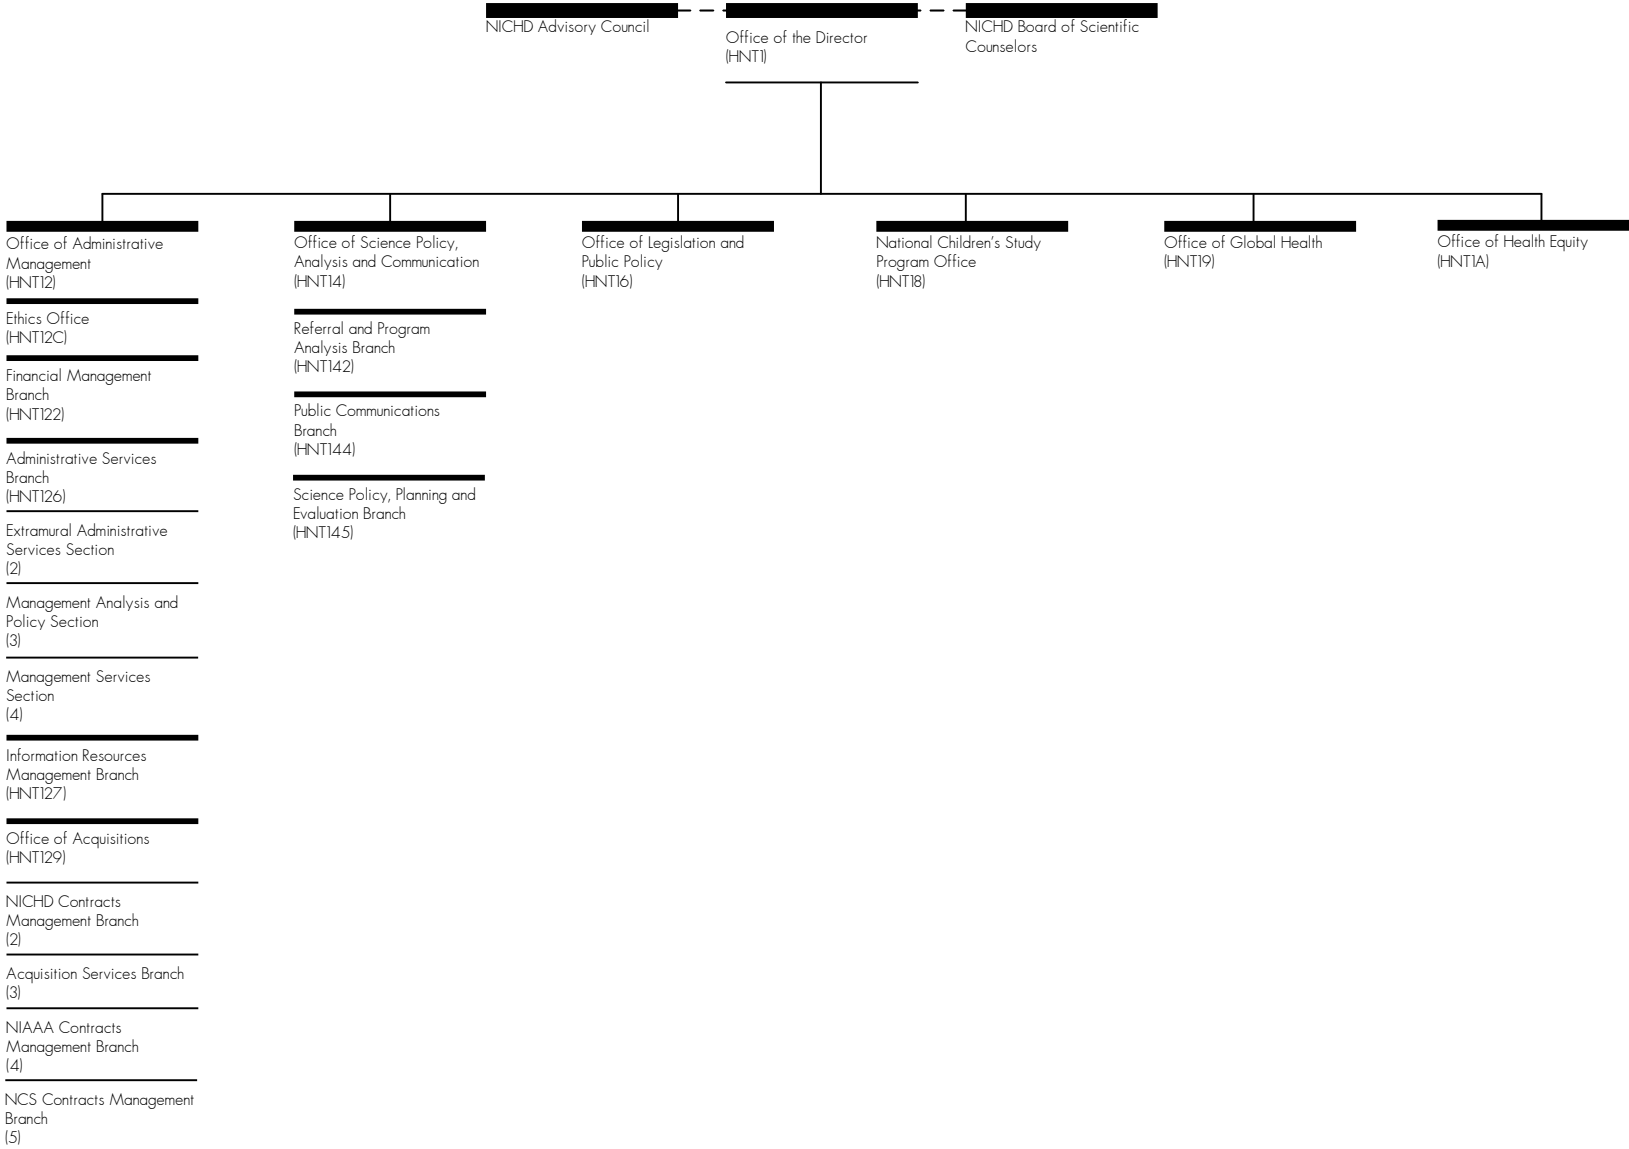 NICHD Advisory Council
Office of the Director
(HNT1)
NICHD Board of Scientific
Counselors
Office of Administrative
Management
(HNT12)
Ethics Office
(HNT12C)
Financial Management
Branch
(HNT122)
Administrative Services
Branch
(HNT126)
Extramural Administrative
Services Section
(2)
Management Analysis and
Policy Section
(3)
Management Services
Section
(4)
Information Resources
Management Branch
(HNT127)
Office of Acquisitions
(HNT129)
NICHD Contracts
Management Branch
(2)
Acquisition Services Branch
(3)
NIAAA Contracts
Management Branch
(4)
NCS Contracts Management
Branch
(5)
Office of Science Policy,
Analysis and Communication
(HNT14)
Referral and Program
Analysis Branch
(HNT142)
Public Communications
Branch
(HNT144)
Science Policy, Planning and
Evaluation Branch
(HNT145)
Office of Legislation and
Public Policy
(HNT16)
National Children's Study
Program Office
(HNT18)
Office of Global Health
(HNT19)
Office of Health Equity
(HNT1A)